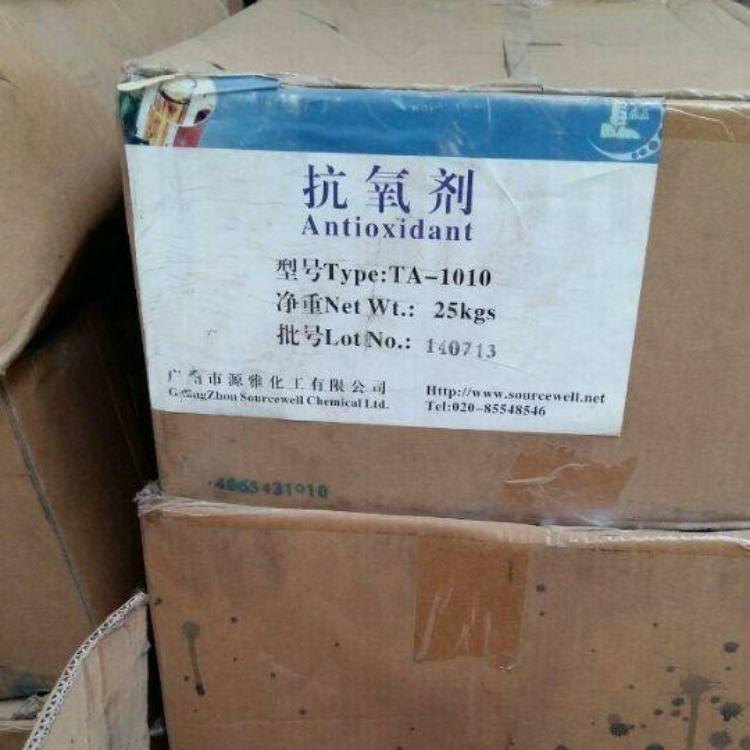 抗氧剂
Antioxidant
型号Type:TA-1010
净重Net Wt.: 25kgs
批号Lot No.: 140713
市源雅化工有限公司
Sourcewell Chemical Ltd.
Http://www.sourcewell.net
Tel:020-85548546